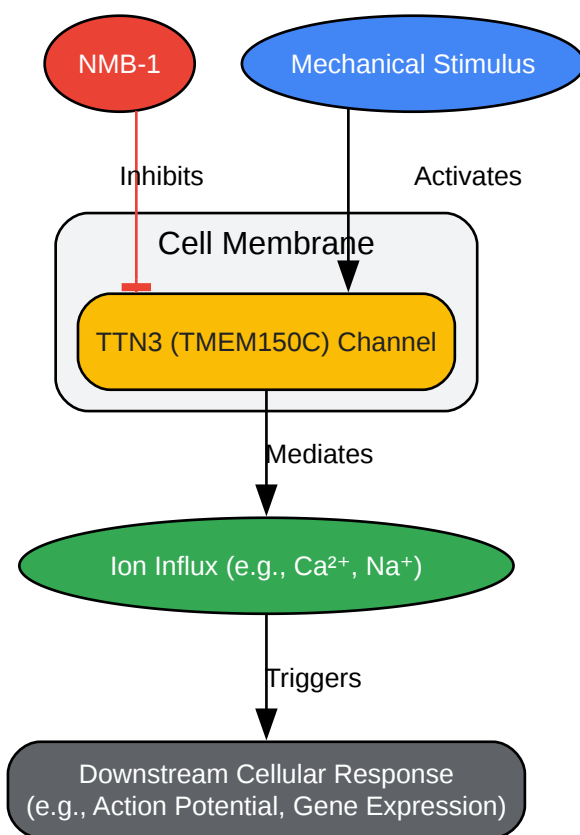 NMB-1
Mechanical Stimulus
Inhibits
Activates
Cell Membrane
TTN3 (TMEM150C) Channel
Mediates
Ion Influx (e.g., Ca²⁺, Na⁺)
Triggers
Downstream Cellular Response
(e.g., Action Potential, Gene Expression)